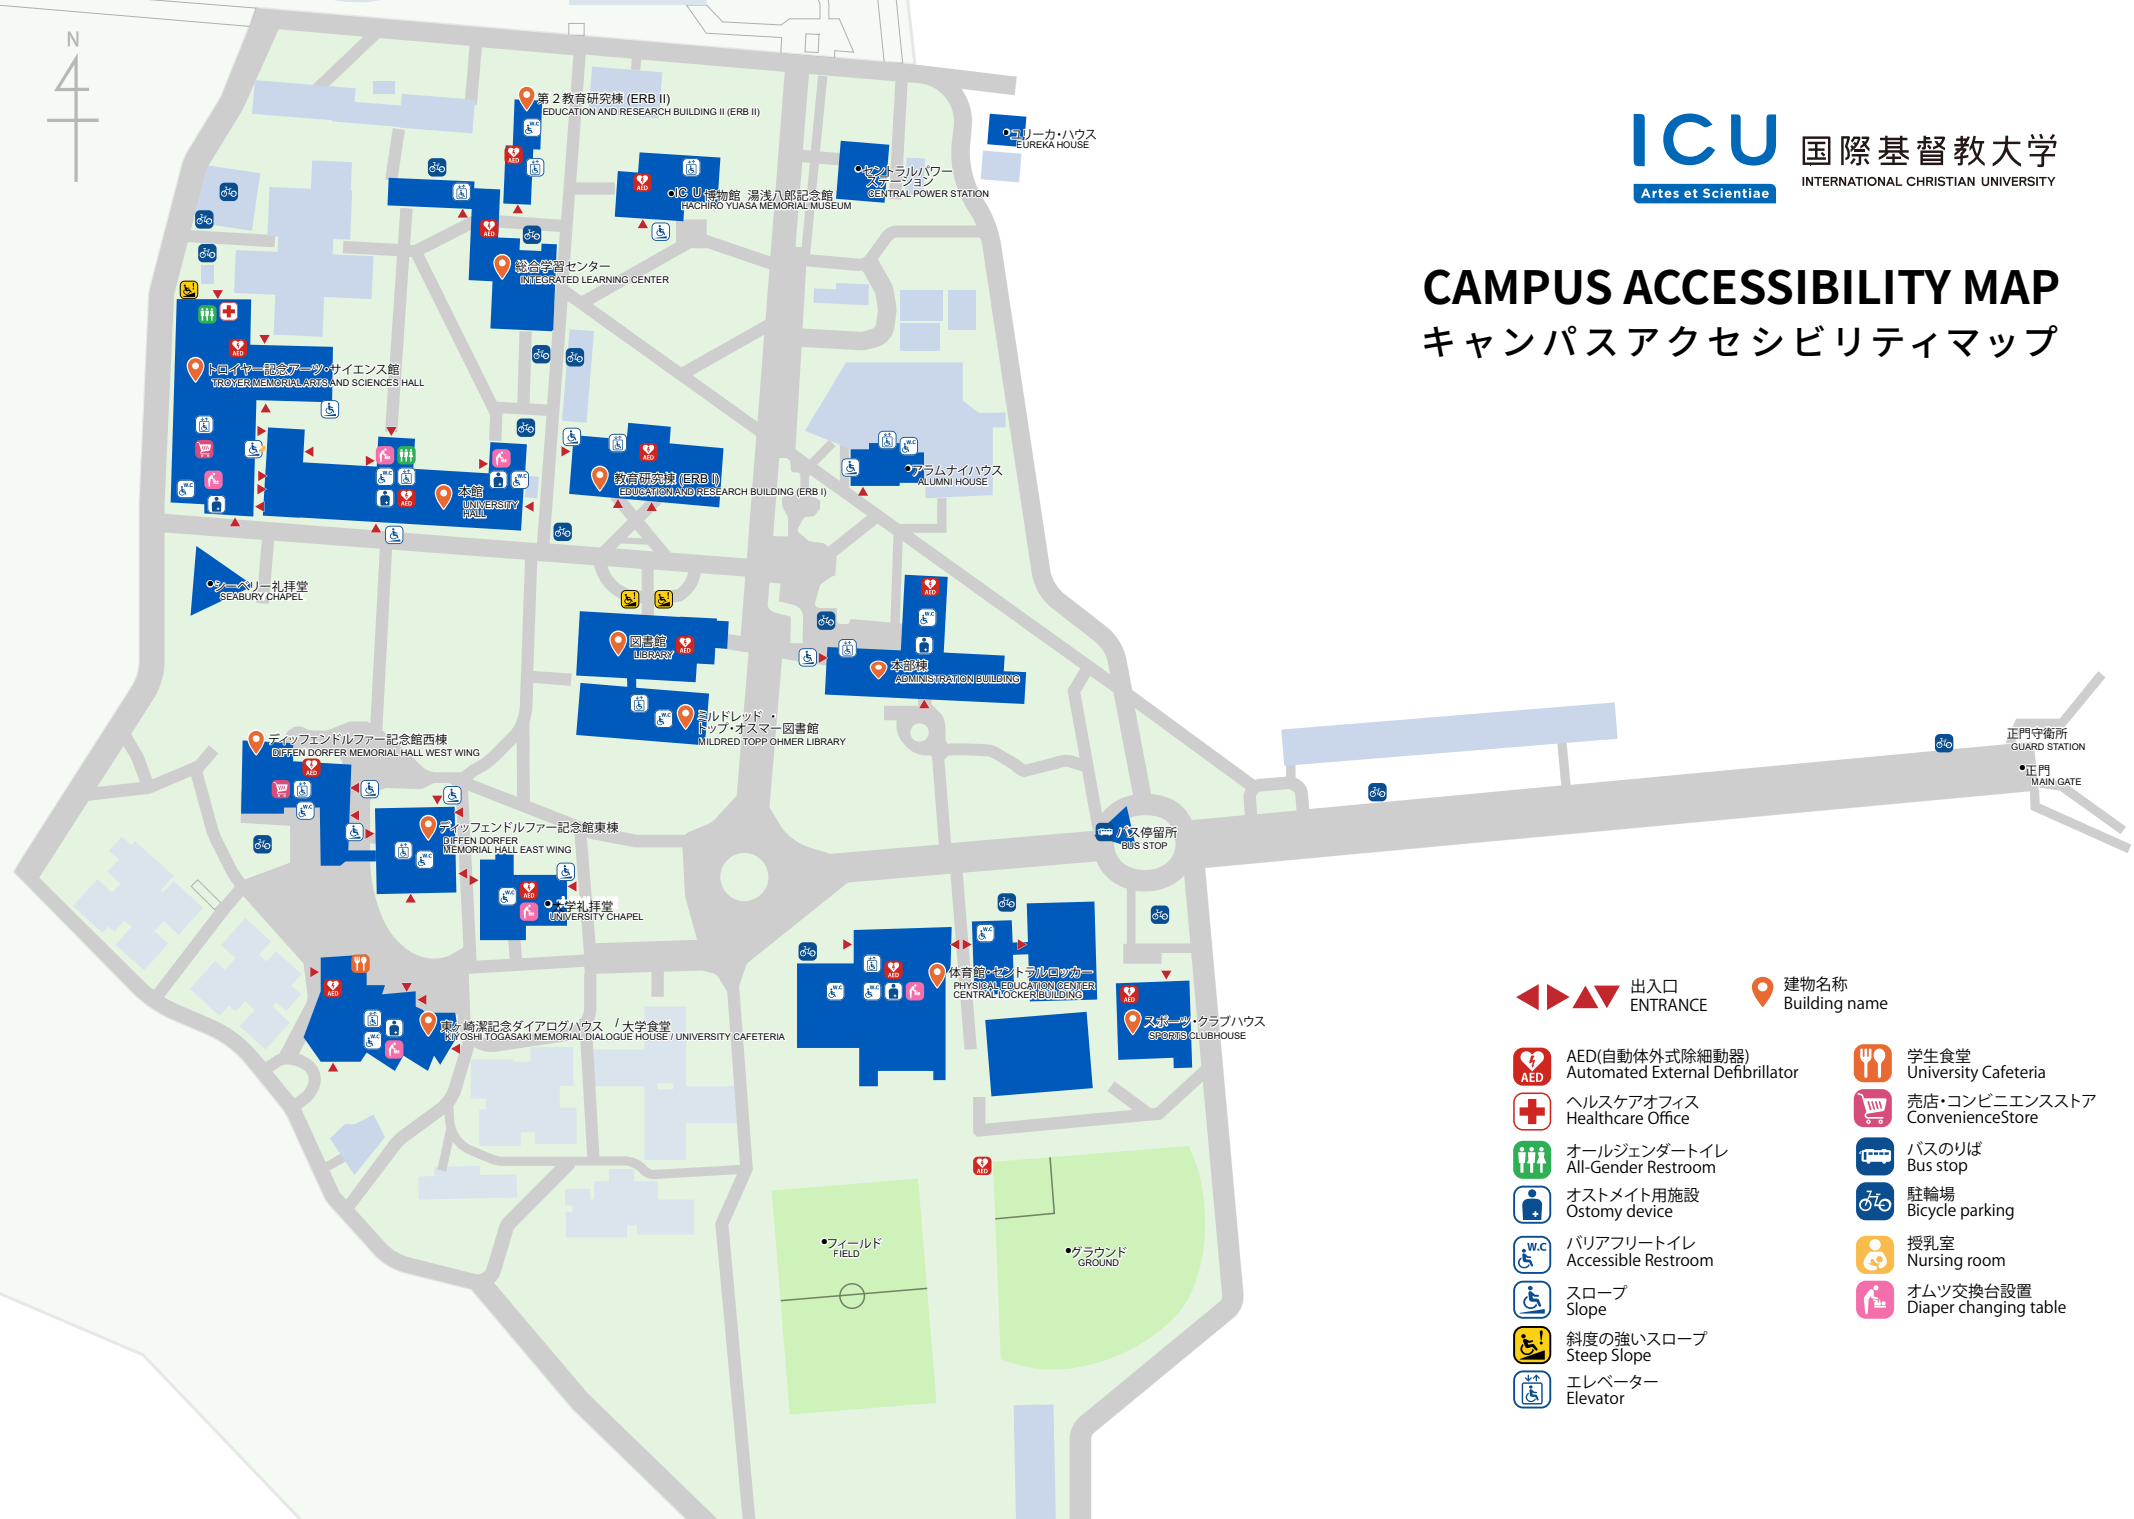 N
ICU
Artes et Scientiae
国際基督教大学
INTERNATIONAL CHRISTIAN UNIVERSITY
CAMPUS ACCESSIBILITY MAP
キャンパスアクセシビリティマップ
第2教育研究棟 (ERB II)
EDUCATION AND RESEARCH BUILDING II (ERB II)
ユリーカ・ハウス
EUREKA HOUSE
セントラルパワー
ステーション
CENTRAL POWER STATION
ICU 博物館 湯浅八郎記念館
HACHIRO YUASA MEMORIAL MUSEUM
総合学習センター
INTEGRATED LEARNING CENTER
トロイヤー記念アーツ・サイエンス館
TROYER MEMORIAL ARTS AND SCIENCES HALL
本館
UNIVERSITY
HALL
教育研究棟 (ERB I)
EDUCATION AND RESEARCH BUILDING (ERB I)
アラムナイハウス
ALUMNI HOUSE
シーベリー礼拝堂
SEABURY CHAPEL
図書館
LIBRARY
本部棟
ADMINISTRATION BUILDING
ミルドレッド ・
トップ・オスマー図書館
MILDRED TOPP OHMER LIBRARY
ディッフェンドルファー記念館西棟
DIFFEN DORFER MEMORIAL HALL WEST WING
ディッフェンドルファー記念館東棟
DIFFEN DORFER
MEMORIAL HALL EAST WING
大学礼拝堂
UNIVERSITY CHAPEL
正門守衛所
GUARD STATION
正門
MAIN GATE
バス停留所
BUS STOP
体育館・セントラルロッカー
PHYSICAL EDUCATION CENTER
CENTRAL LOCKER BUILDING
スポーツ・クラブハウス
SPORTS CLUBHOUSE
東ヶ崎潔記念ダイアログハウス / 大学食堂
KIYOSHI TOGASAKI MEMORIAL DIALOGUE HOUSE / UNIVERSITY CAFETERIA
フィールド
FIELD
グラウンド
GROUND
出入口
ENTRANCE
建物名称
Building name
AED
AED(自動体外式除細動器)
Automated External Defibrillator
ヘルスケアオフィス
Healthcare Office
オールジェンダートイレ
All-Gender Restroom
オストメイト用施設
Ostomy device
W.C
バリアフリートイレ
Accessible Restroom
スロープ
Slope
斜度の強いスロープ
Steep Slope
エレベーター
Elevator
学生食堂
University Cafeteria
売店・コンビニエンスストア
ConvenienceStore
バスのりば
Bus stop
駐輪場
Bicycle parking
授乳室
Nursing room
オムツ交換台設置
Diaper changing table